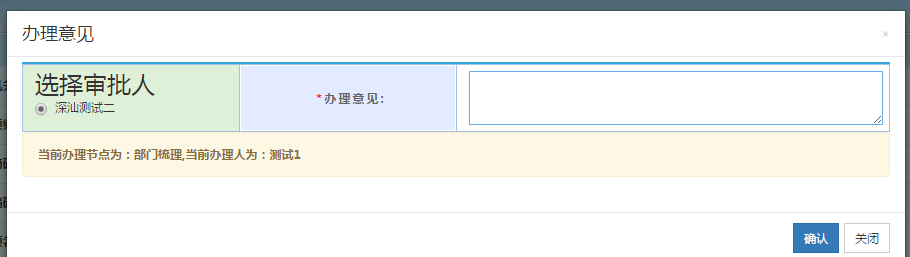 办理意见
×
选择审批人
深汕测试二
*办理意见:
当前办理节点为：部门梳理,当前办理人为：测试1
确认 关闭